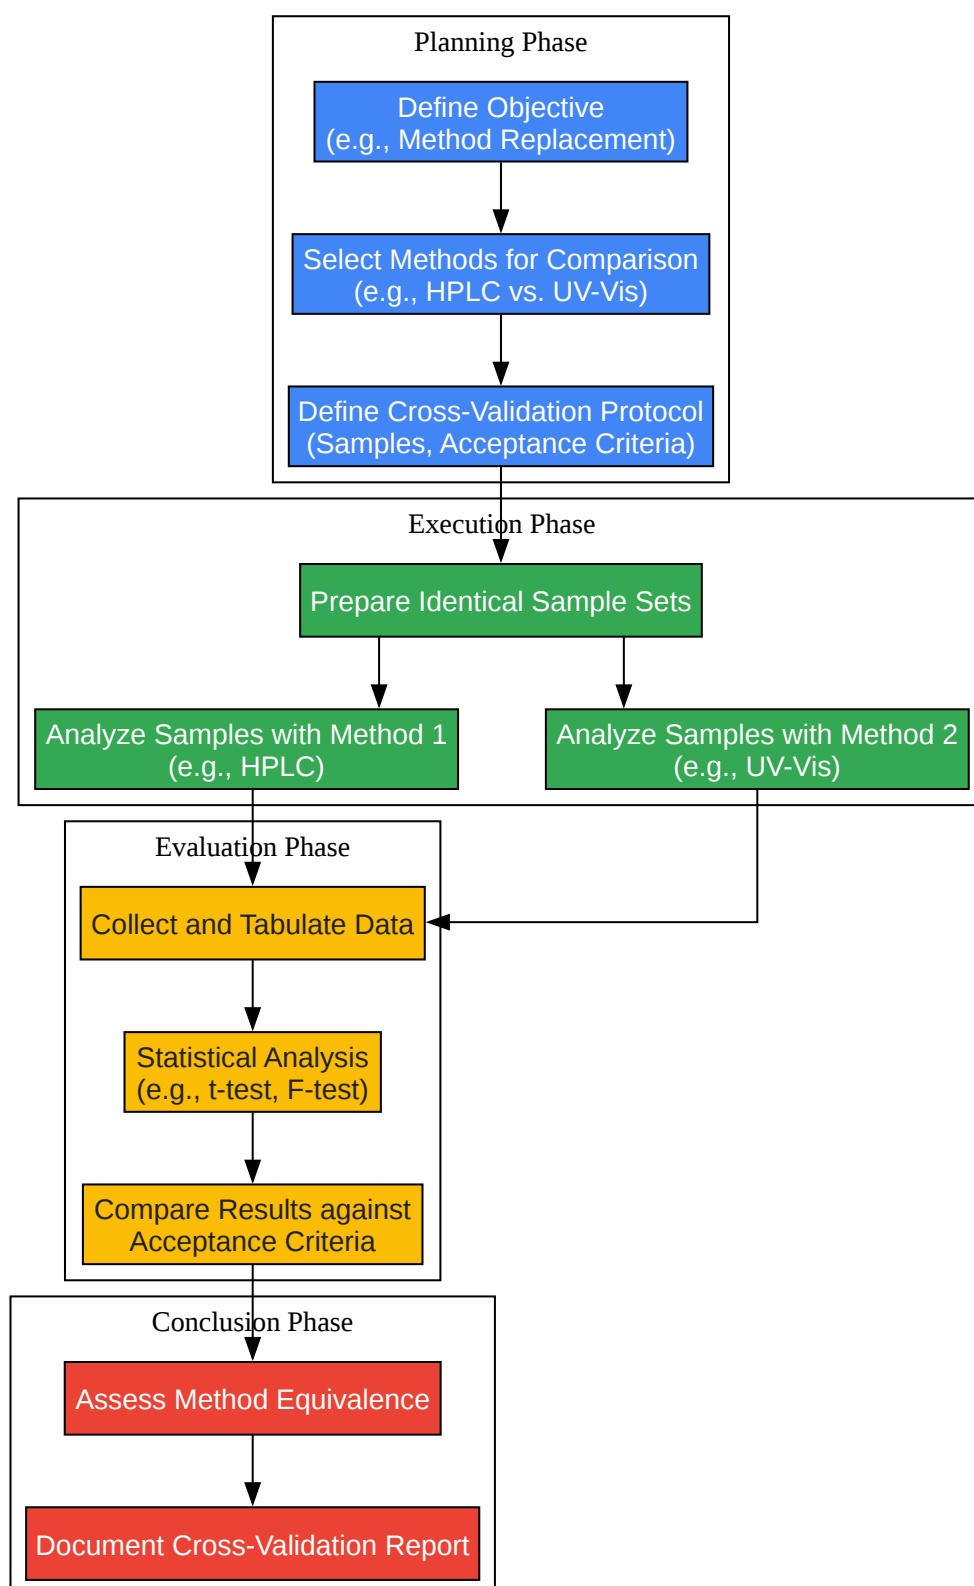 Planning Phase
Define Objective
(e.g., Method Replacement)
Select Methods for Comparison
(e.g., HPLC vs. UV-Vis)
Define Cross-Validation Protocol
(Samples, Acceptance Criteria)
Execution Phase
Prepare Identical Sample Sets
Analyze Samples with Method 1
(e.g., HPLC)
Analyze Samples with Method 2
(e.g., UV-Vis)
Evaluation Phase
Collect and Tabulate Data
Statistical Analysis
(e.g., t-test, F-test)
Compare Results against
Acceptance Criteria
Conclusion Phase
Assess Method Equivalence
Document Cross-Validation Report